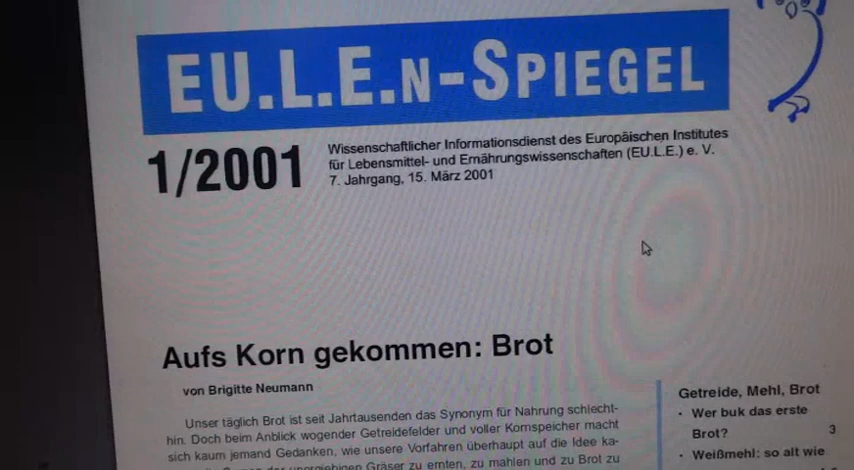 EU.L.E.N-SPIEGEL
1/2001
Wissenschaftlicher Informationsdienst des Europäischen Institutes
für Lebensmittel- und Ernährungswissenschaften (EU.L.E.) e. V.
7. Jahrgang, 15. März 2001
Aufs Korn gekommen: Brot
von Brigitte Neumann
Unser täglich Brot ist seit Jahrtausenden das Synonym für Nahrung schlecht-
hin. Doch beim Anblick wogender Getreidefelder und voller Kornspeicher macht
sich kaum jemand Gedanken, wie unsere Vorfahren überhaupt auf die Idee ka-
Gräser zu ernten, zu mahlen und zu Brot zu
Getreide, Mehl, Brot
• Wer buk das erste
Brot? 3
• Weißmehl: so alt wie